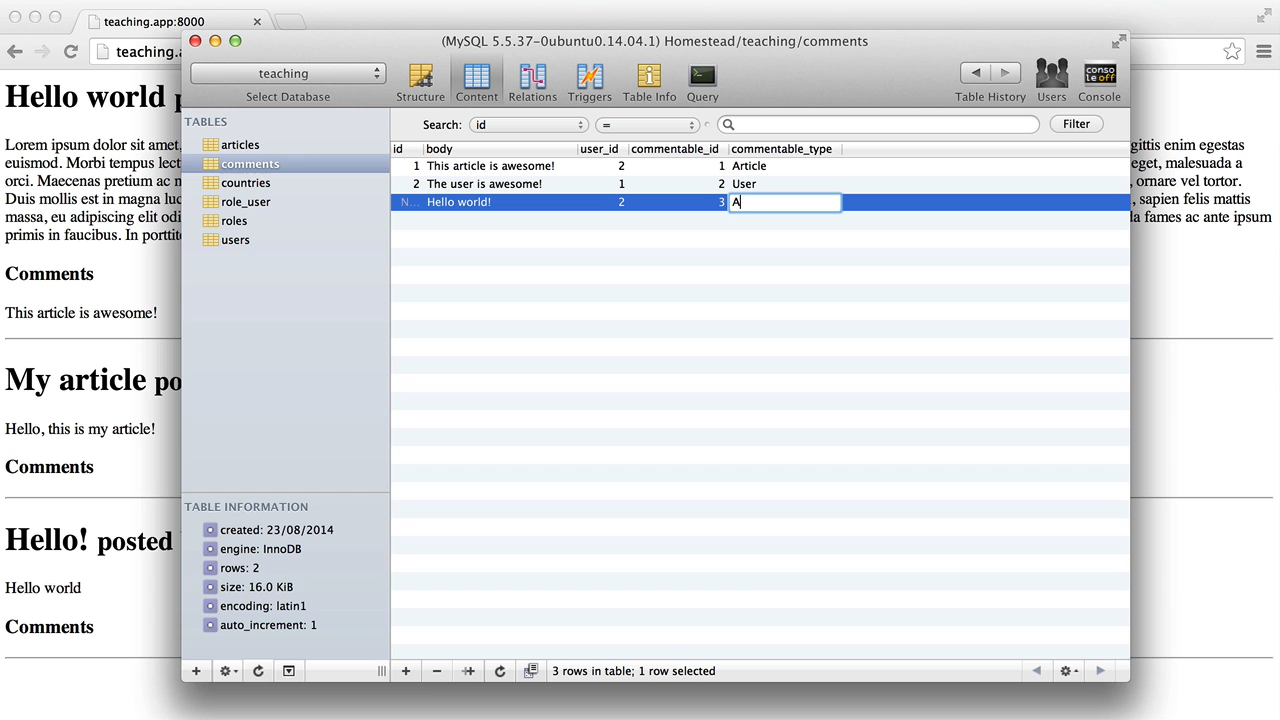 teaching.app:8000
teaching.a
(MySQL 5.5.37-0ubuntu0.14.04.1) Homestead/teaching/comments
teaching
Select Database
Structure
Content
Relations
Triggers
Table Info
Query
Table History
Users
conso
leoff
Console
TABLES
articles
comments
countries
role_user
roles
users
Search:
id
=
Filter
id body user_id commentable_id commentable_type
1 This article is awesome! 2 1 Article
2 The user is awesome! 1 2 User
N... Hello world! 2 3 A
TABLE INFORMATION
created: 23/08/2014
engine: InnoDB
rows: 2
size: 16.0 KiB
encoding: latin1
auto_increment: 1
3 rows in table; 1 row selected
Hello world p
Lorem ipsum dolor sit amet, gittis enim egestas
euismod. Morbi tempus lect eget, malesuada a
orci. Maecenas pretium ac m , ornare vel tortor.
Duis mollis est in magna luc , sapien felis mattis
massa, eu adipiscing elit odi la fames ac ante ipsum
primis in faucibus. In porttit
Comments
This article is awesome!
My article po
Hello, this is my article!
Comments
Hello! posted
Hello world
Comments